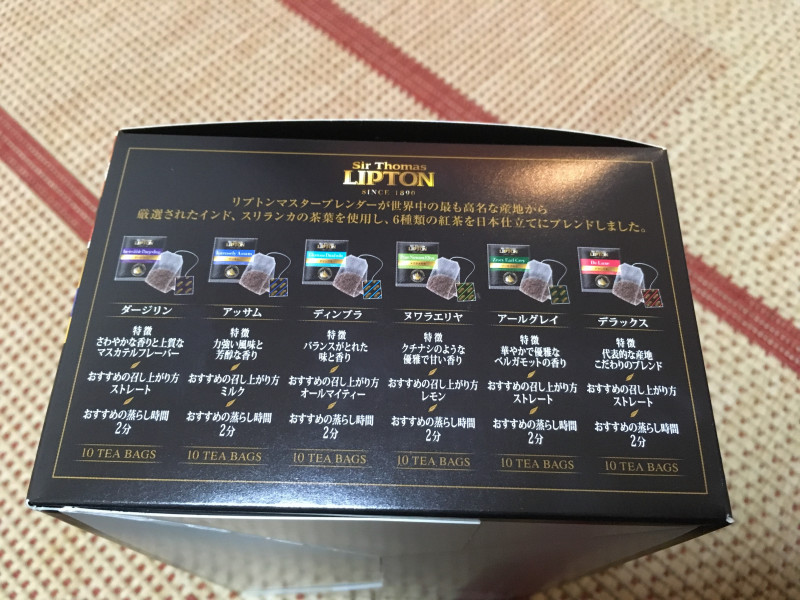 Sir Thomas
LIPTON
SINCE 1890
リプトンマスターブレンダーが世界中の最も高名な産地から
厳選されたインド、スリランカの茶葉を使用し、6種類の紅茶を日本仕立てにブレンドしました。
ダージリン
特徴
さわやかな香りと上質な
マスカテルフレーバー
おすすめの召し上がり方
ストレート
おすすめの蒸らし時間
2分
10 TEA BAGS
アッサム
特徴
力強い風味と
芳醇な香り
おすすめの召し上がり方
ミルク
おすすめの蒸らし時間
2分
10 TEA BAGS
ディンブラ
特徴
バランスがとれた
味と香り
おすすめの召し上がり方
オールマイティー
おすすめの蒸らし時間
2分
10 TEA BAGS
ヌワラエリヤ
特徴
クチナシのような
優雅で甘い香り
おすすめの召し上がり方
レモン
おすすめの蒸らし時間
2分
10 TEA BAGS
アールグレイ
特徴
華やかで優雅な
ベルガモットの香り
おすすめの召し上がり方
ストレート
おすすめの蒸らし時間
2分
10 TEA BAGS
デラックス
特徴
代表的な産地
こだわりのブレンド
おすすめの召し上がり方
ストレート
おすすめの蒸らし時間
2分
10 TEA BAGS